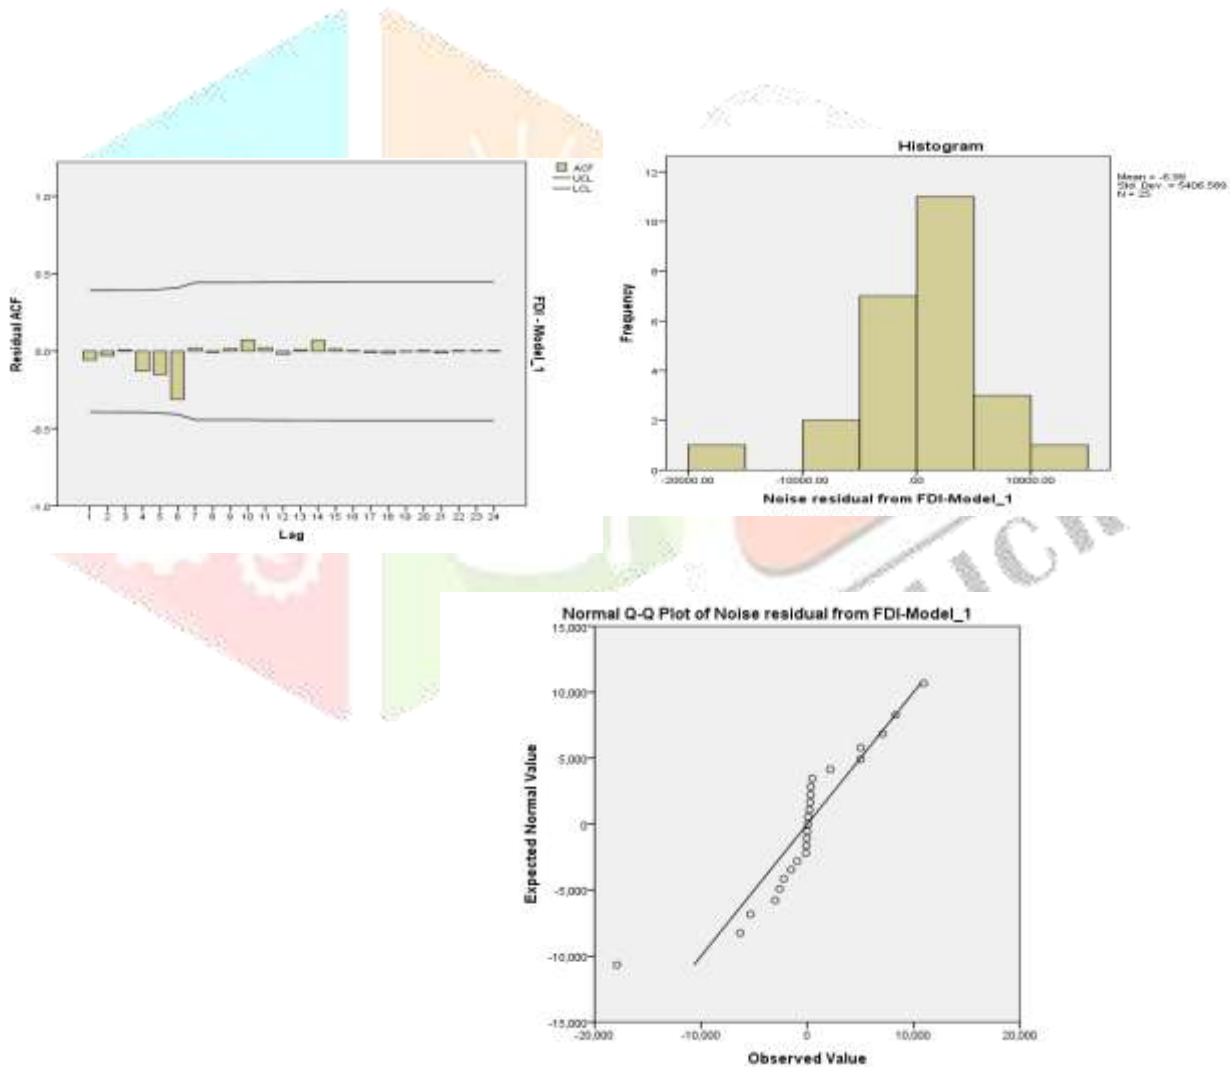 ACF
UCL
LCL
1.0
0.5
0.0
-0.5
-1.0
Residual ACF
FDI - Model_1
1 2 3 4 5 6 7 8 9 10 11 12 13 14 15 16 17 18 19 20 21 22 23 24
Lag
Histogram
Mean =
Std. Dev. = 5406.589
N = 25
12
10
8
6
4
2
0
Frequency
-20000.00 -10000.00 .00 10000.00
Noise residual from FDI-Model_1
Normal Q-Q Plot of Noise residual from FDI-Model_1
15,000
10,000
5,000
0
-5,000
-10,000
-15,000
Expected Normal Value
-20,000 -10,000 0 10,000 20,000
Observed Value